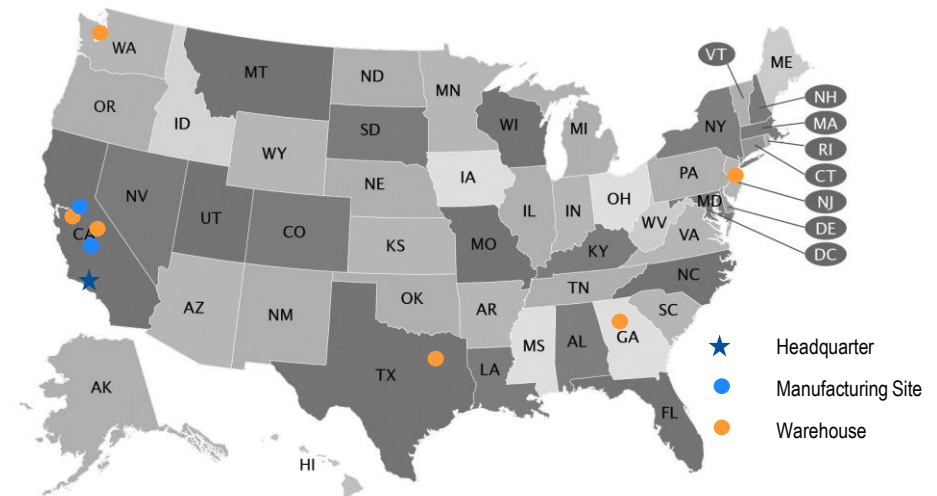 WA
MT
ND
MN
VT
ME
OR
ID
SD
WI
MI
NY
NH
MA
RI
WY
IA
PA
CT
NV
NE
IL
IN
OH
MD
NJ
UT
CO
WV
VA
DE
CA
KS
MO
KY
DC
NC
AZ
NM
OK
AR
TN
SC
MS
AL
GA
Headquarter
TX
LA
AK
FL
Manufacturing Site
HI
Warehouse